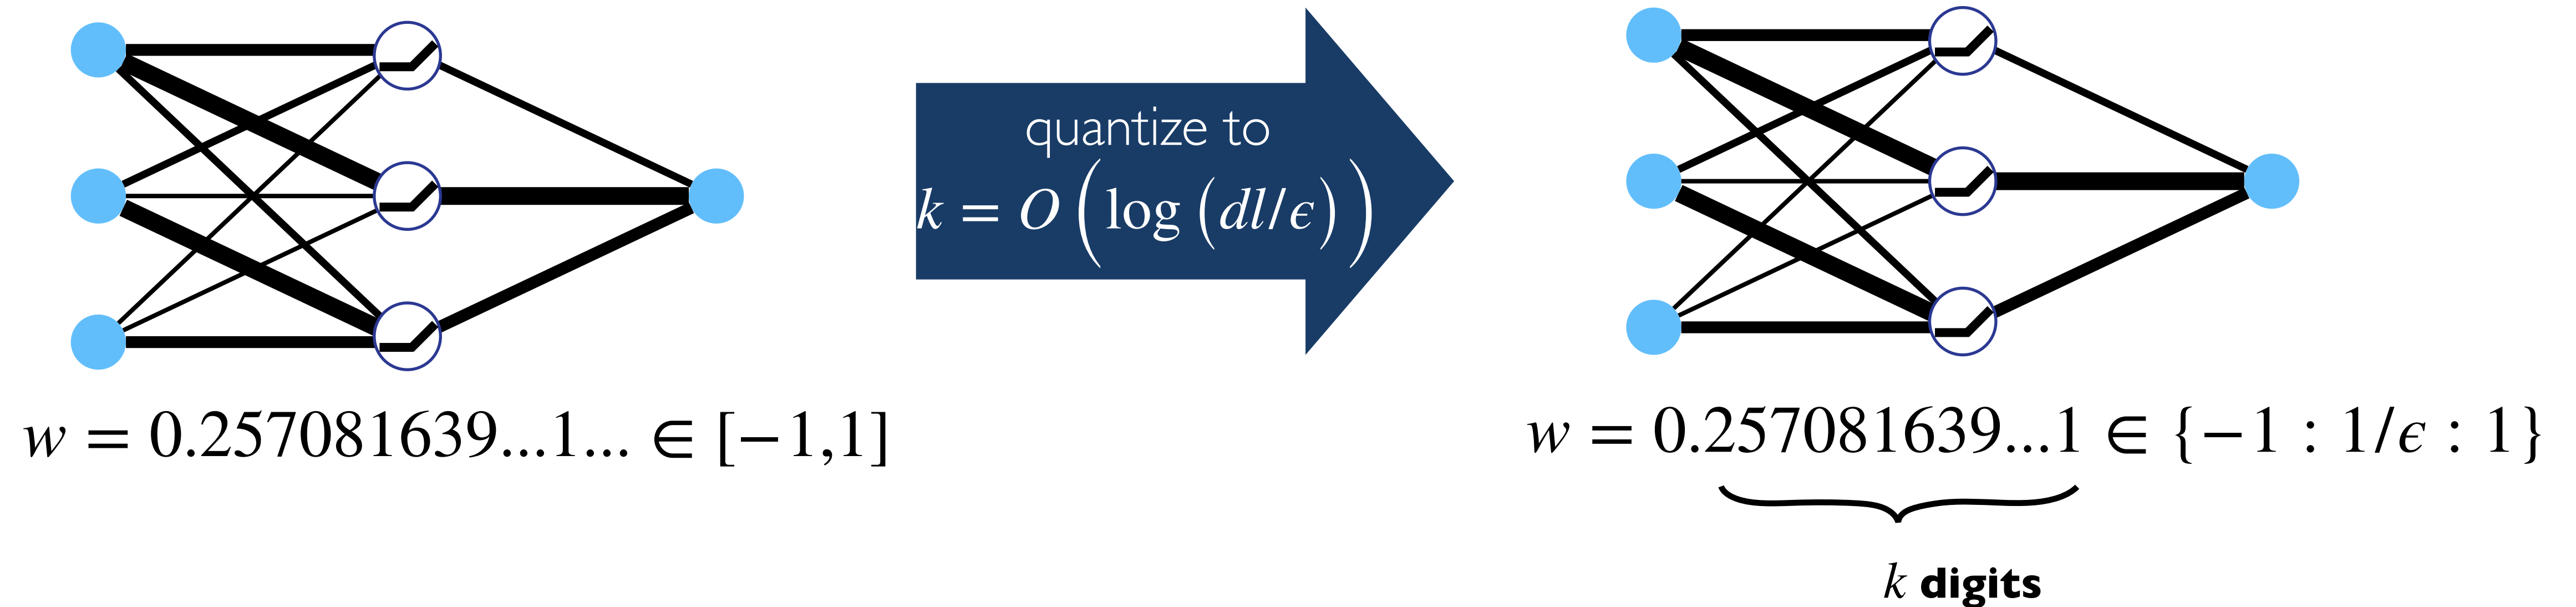 quantize to
k = O(log(dl/ϵ))
w = 0.257081639...1... ∈ [−1,1]
w = 0.257081639...1 ∈ {−1 : 1/ϵ : 1}
k digits